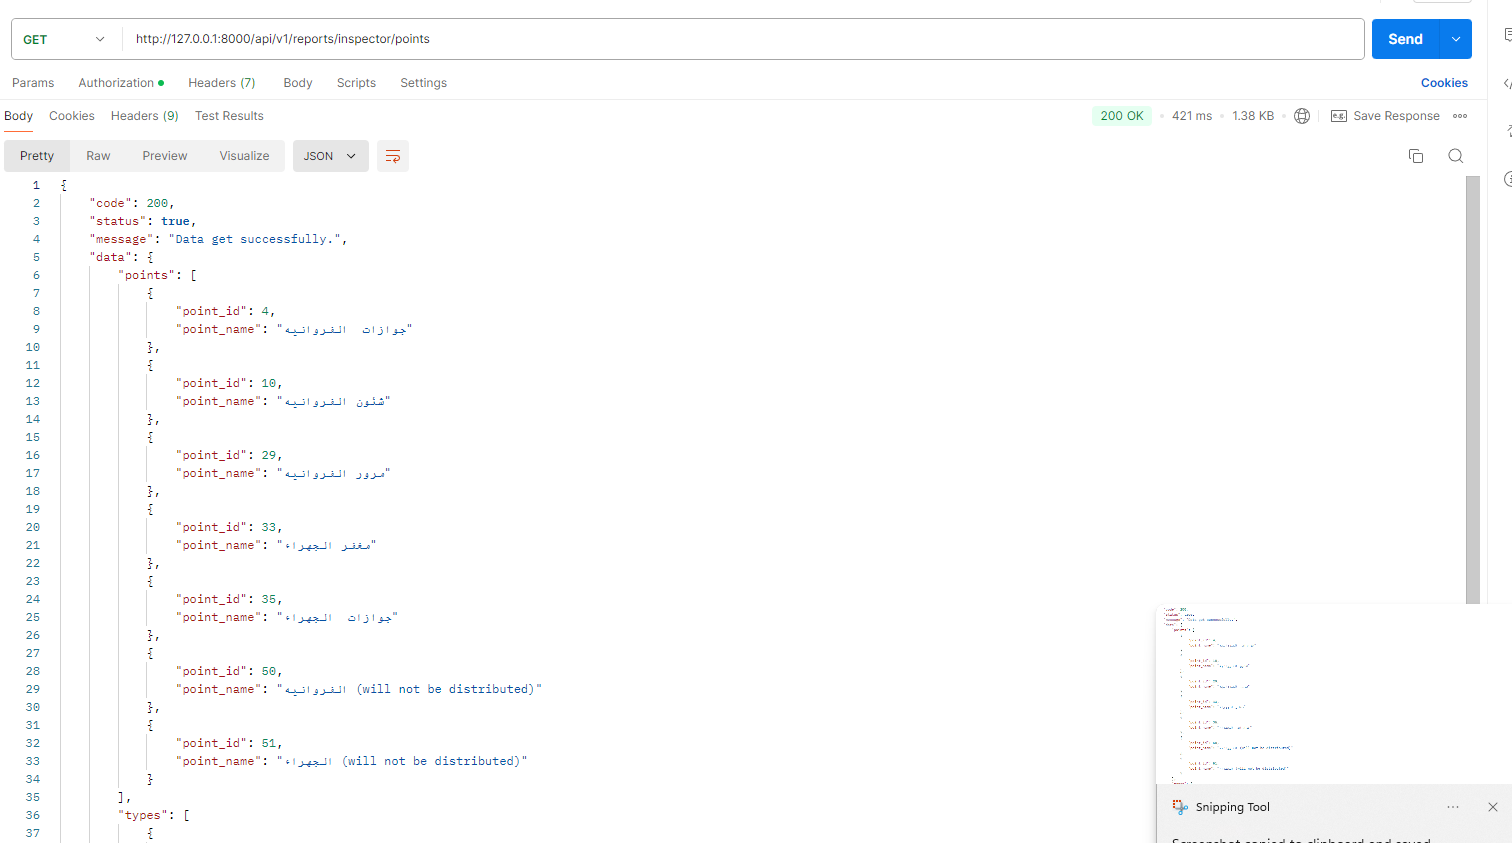 GET
http://127.0.0.1:8000/api/v1/reports/inspector/points
Send
Params Authorization Headers (7) Body Scripts Settings
Cookies
Body Cookies Headers (9) Test Results
200 OK 421 ms 1.38 KB e.g. Save Response
Pretty Raw Preview Visualize JSON
1 {
2 "code": 200,
3 "status": true,
4 "message": "Data get successfully.",
5 "data": {
6 "points": [
7 {
8 "point_id": 4,
9 "point_name": "جوازات  الفروانيه"
10 },
11 {
12 "point_id": 10,
13 "point_name": "شئون الفروانيه"
14 },
15 {
16 "point_id": 29,
17 "point_name": "مرور الفروانيه"
18 },
19 {
20 "point_id": 33,
21 "point_name": "مخفر الجهراء"
22 },
23 {
24 "point_id": 35,
25 "point_name": "جوازات  الجهراء"
26 },
27 {
28 "point_id": 50,
29 "point_name": "الفروانيه (will not be distributed)"
30 },
31 {
32 "point_id": 51,
33 "point_name": "الجهراء (will not be distributed)"
34 }
35 ],
36 "types": [
37 {
Snipping Tool
Screenshot copied to clipboard and saved